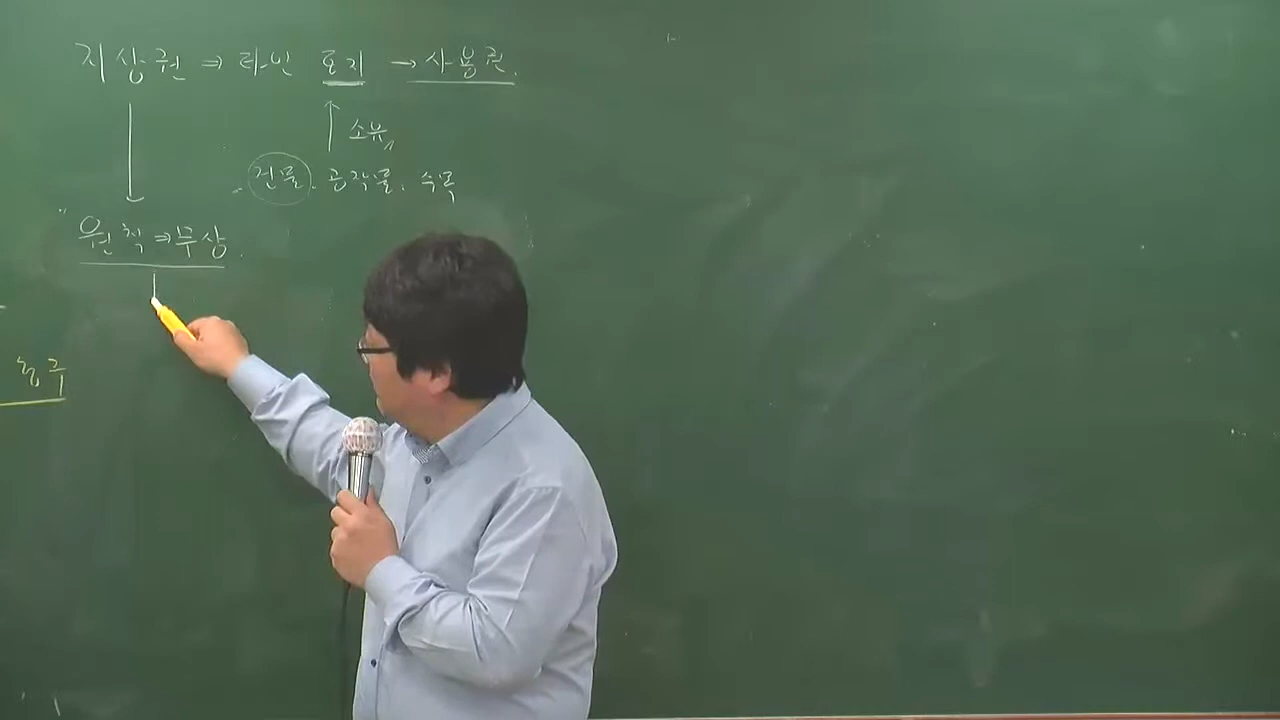 지상권 ⇒ 타인 토지 → 사용권.
소유
건물. 공작물. 수목
원칙 ⇒ 무상.